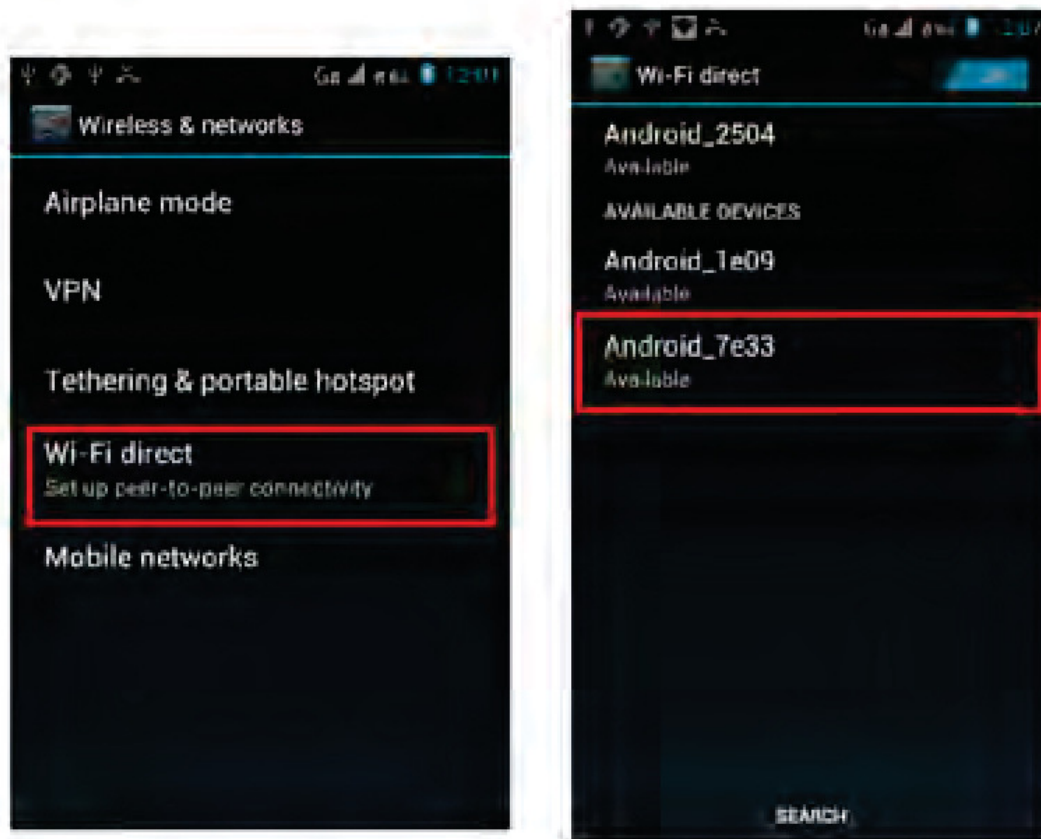 Wireless & networks
Airplane mode
VPN
Tethering & portable hotspot
Wi-Fi direct
Set up peer-to-peer connectivity
Mobile networks
Wi-Fi direct
Android_2504
Available
AVAILABLE DEVICES
Android_1e09
Available
Android_7e33
Available
SEARCH